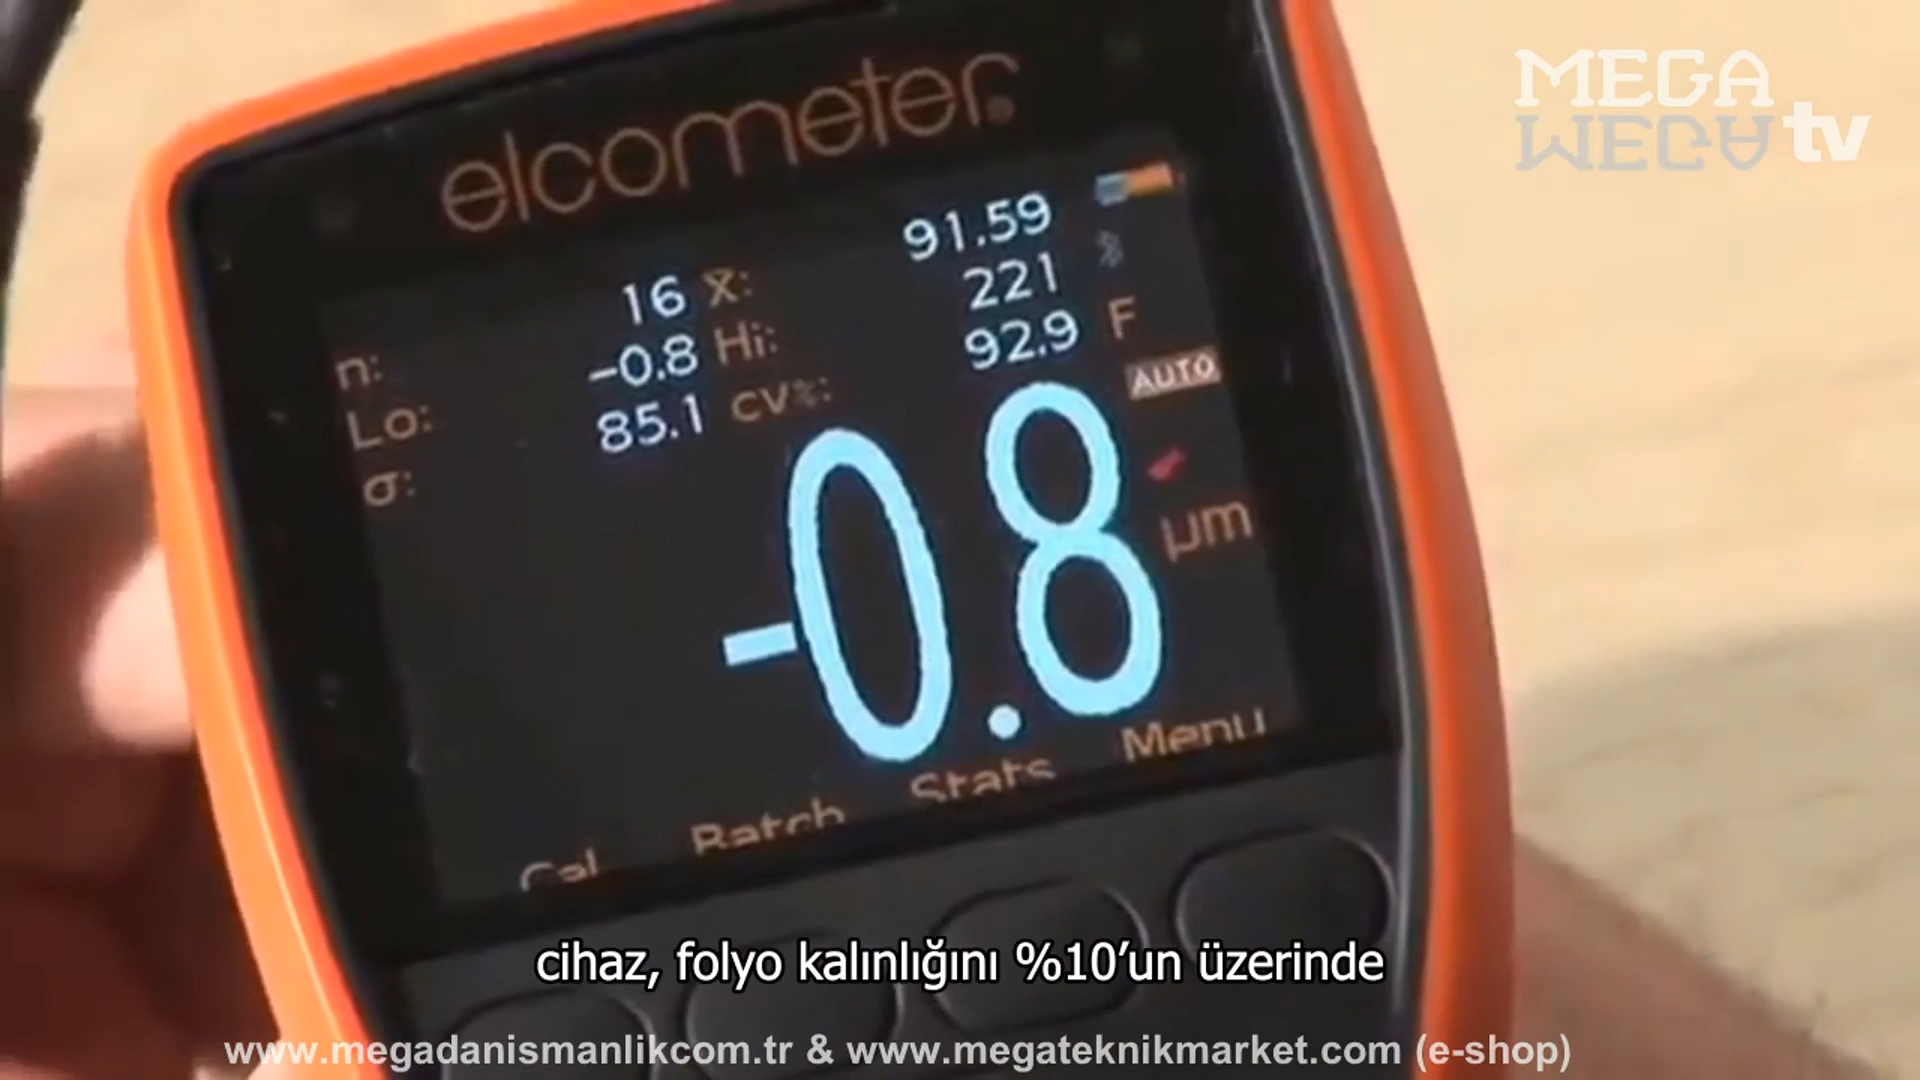 MEGA
MEGA tv
elcometer
n: 16 x̅: 91.59
Lo: -0.8 Hi: 221
σ: 85.1 cv%: 92.9 F
AUTO
-0.8 µm
Cal Batch Stats Menu
cihaz, folyo kalınlığını %10’un üzerinde
www.megadanismanlikcom.tr & www.megateknikmarket.com (e-shop)